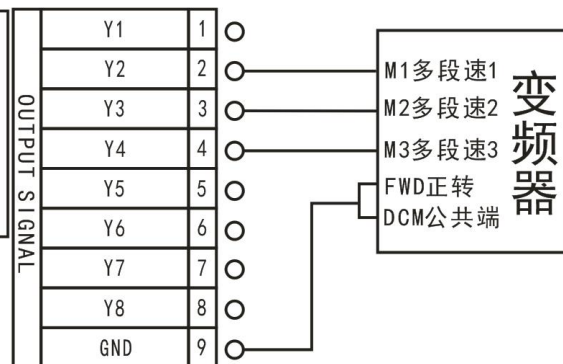 OUTPUT SIGNAL
Y1 1
Y2 2
Y3 3
Y4 4
Y5 5
Y6 6
Y7 7
Y8 8
GND 9
M1多段速1
M2多段速2
M3多段速3
FWD正转
DCM公共端
变频器